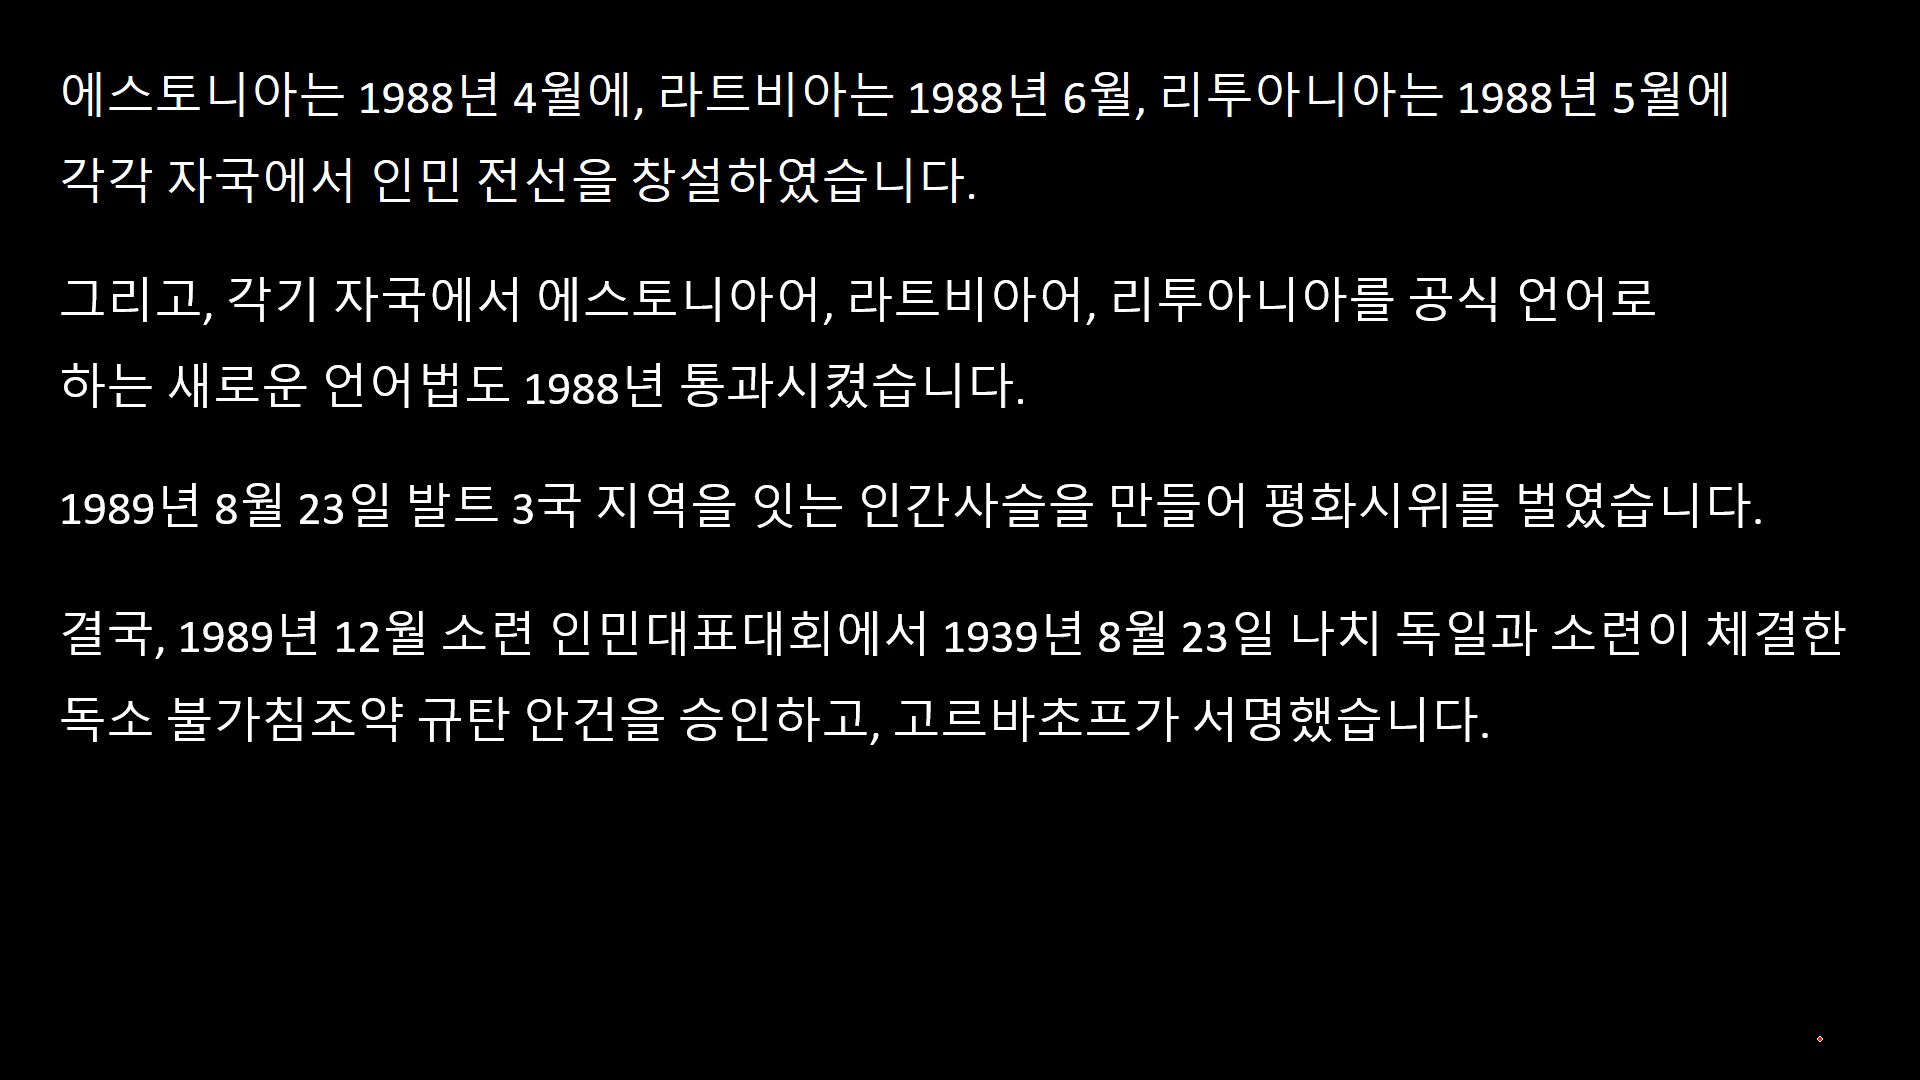 에스토니아는 1988년 4월에, 라트비아는 1988년 6월, 리투아니아는 1988년 5월에
각각 자국에서 인민 전선을 창설하였습니다.
그리고, 각기 자국에서 에스토니아어, 라트비아어, 리투아니아를 공식 언어로
하는 새로운 언어법도 1988년 통과시켰습니다.
1989년 8월 23일 발트 3국 지역을 잇는 인간사슬을 만들어 평화시위를 벌였습니다.
결국, 1989년 12월 소련 인민대표대회에서 1939년 8월 23일 나치 독일과 소련이 체결한
독소 불가침조약 규탄 안건을 승인하고, 고르바초프가 서명했습니다.